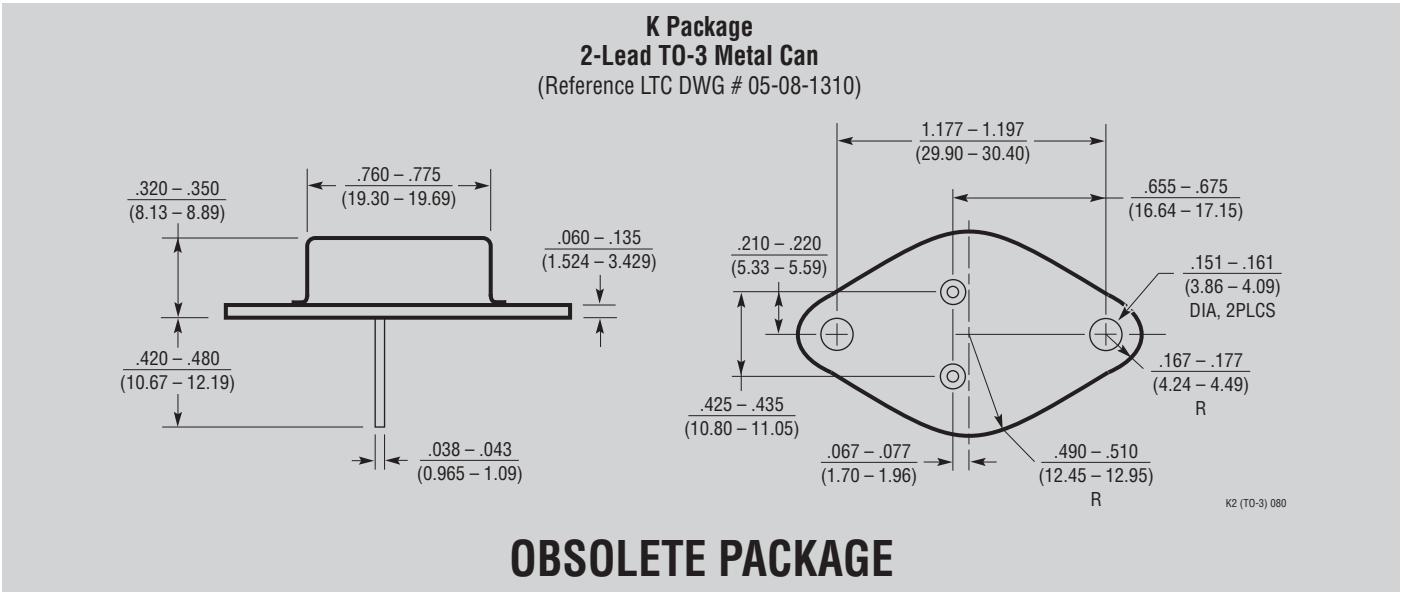 K Package
2-Lead TO-3 Metal Can
(Reference LTC DWG # 05-08-1310)
.320 – .350
(8.13 – 8.89)
.760 – .775
(19.30 – 19.69)
.060 – .135
(1.524 – 3.429)
.420 – .480
(10.67 – 12.19)
.038 – .043
(0.965 – 1.09)
1.177 – 1.197
(29.90 – 30.40)
.655 – .675
(16.64 – 17.15)
.210 – .220
(5.33 – 5.59)
.151 – .161
(3.86 – 4.09)
DIA, 2PLCS
.167 – .177
(4.24 – 4.49)
R
.425 – .435
(10.80 – 11.05)
.067 – .077
(1.70 – 1.96)
.490 – .510
(12.45 – 12.95)
R
K2 (TO-3) 080
OBSOLETE PACKAGE